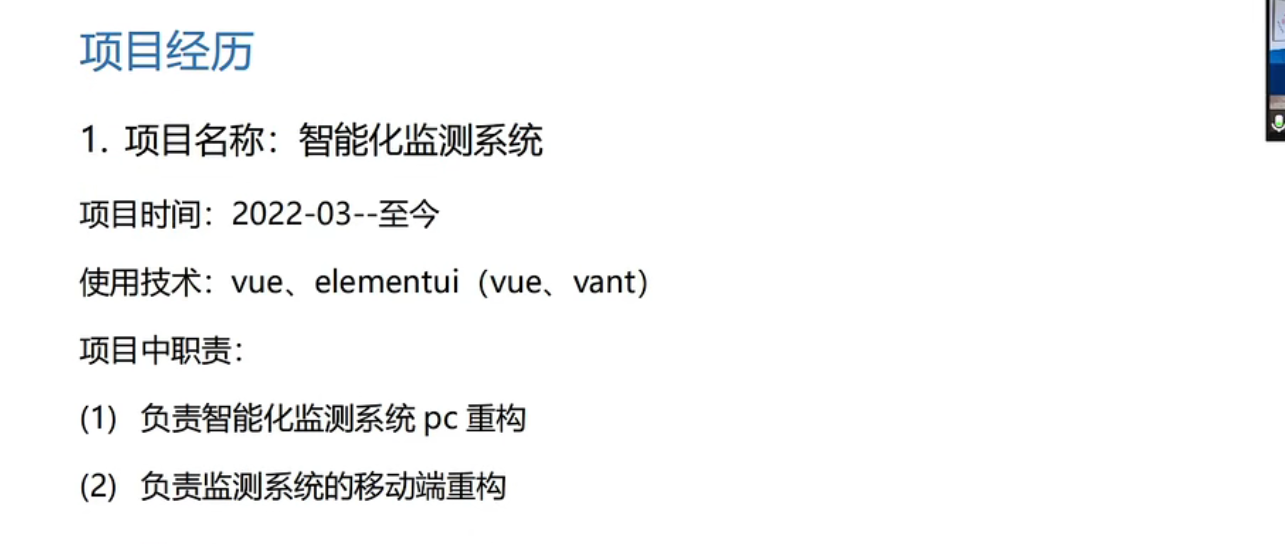 项目经历
1. 项目名称：智能化监测系统
项目时间：2022-03--至今
使用技术：vue、elementui（vue、vant）
项目中职责：
(1) 负责智能化监测系统 pc 重构
(2) 负责监测系统的移动端重构